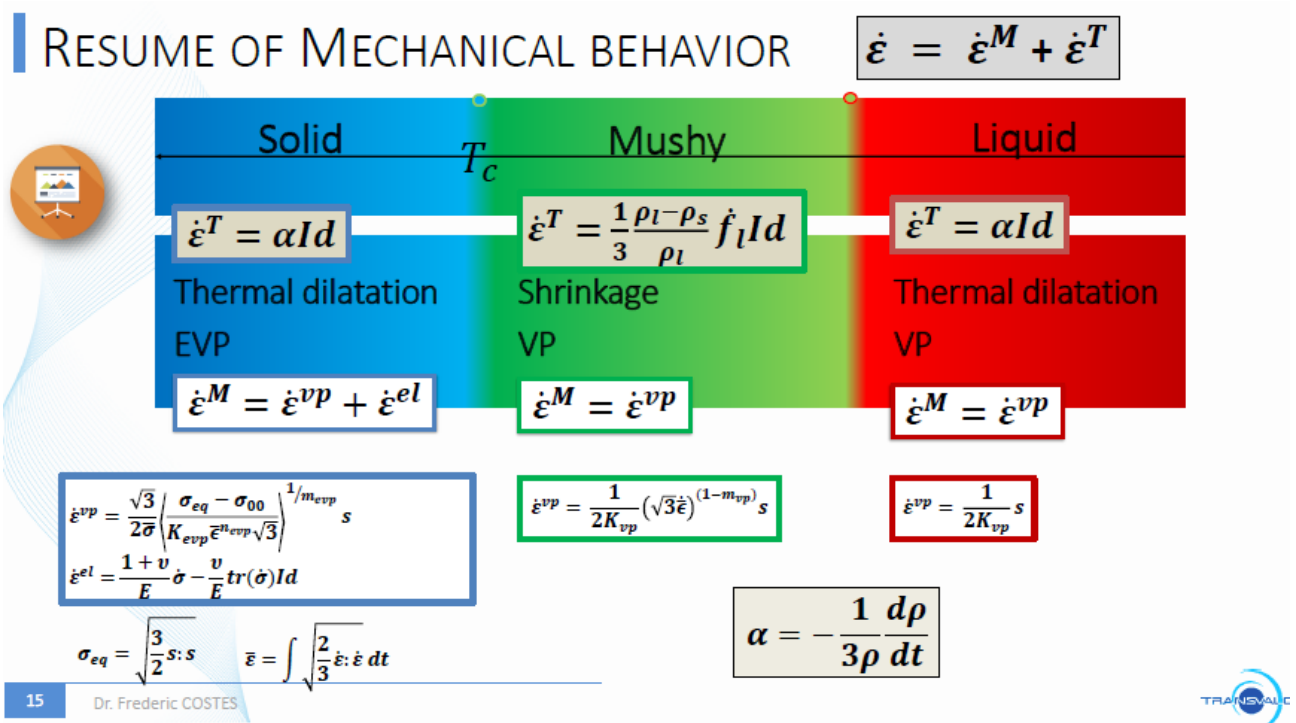 RESUME OF MECHANICAL BEHAVIOR
ε̇ = ε̇^M + ε̇^T
Solid
T_c
Mushy
Liquid
ε̇^T = αId
ε̇^T = 1/3 (ρ_l−ρ_s)/ρ_l ḟ_l Id
ε̇^T = αId
Thermal dilatation
EVP
Shrinkage
VP
Thermal dilatation
VP
ε̇^M = ε̇^vp + ε̇^el
ε̇^M = ε̇^vp
ε̇^M = ε̇^vp
ε̇^vp = √3/(2σ̅) ⟨(σ_eq − σ_00)/(K_evp ε̅^{n_evp} √3)⟩^{1/m_evp} s
ε̇^el = (1 + υ)/E σ̇ − υ/E tr(σ̇)Id
ε̇^vp = 1/(2K_vp) (√3 ε̅̇)^(1−m_vp) s
ε̇^vp = 1/(2K_vp) s
σ_eq = √(3/2 s:s)
ε̅ = ∫ √(2/3 ε̇:ε̇) dt
α = − 1/(3ρ) dρ/dt
15
Dr. Frederic COSTES